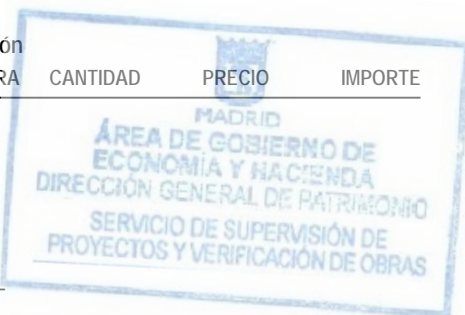 ón
RA CANTIDAD PRECIO IMPORTE
MADRID
ÁREA DE GOBIERNO DE
ECONOMÍA Y HACIENDA
DIRECCIÓN GENERAL DE PATRIMONIO
SERVICIO DE SUPERVISIÓN DE
PROYECTOS Y VERIFICACIÓN DE OBRAS